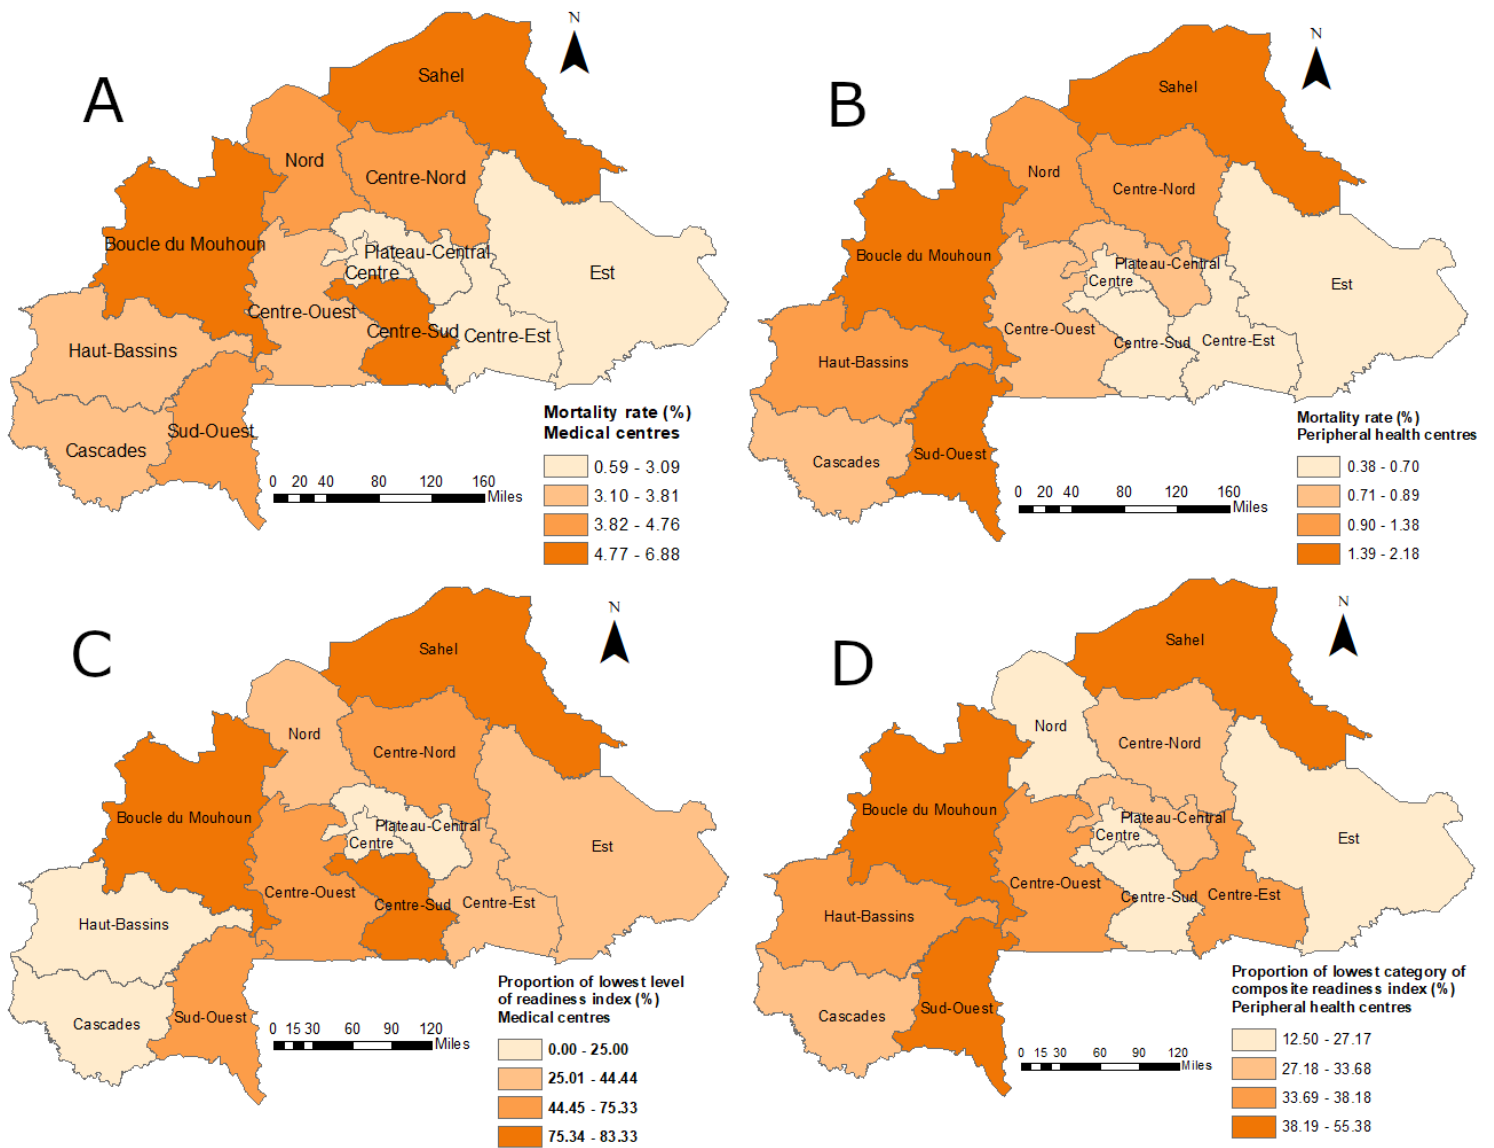 A
N
Sahel
Nord
Centre-Nord
Boucle du Mouhoun
Plateau-Central
Centre
Est
Centre-Ouest
Centre-Sud
Centre-Est
Haut-Bassins
Sud-Ouest
Cascades
Mortality rate (%)
Medical centres
0.59 - 3.09
3.10 - 3.81
3.82 - 4.76
4.77 - 6.88
0 20 40 80 120 160
Miles
B
N
Sahel
Nord
Centre-Nord
Boucle du Mouhoun
Plateau-Central
Centre
Est
Centre-Ouest
Centre-Sud
Centre-Est
Haut-Bassins
Sud-Ouest
Cascades
Mortality rate (%)
Peripheral health centres
0.38 - 0.70
0.71 - 0.89
0.90 - 1.38
1.39 - 2.18
0 20 40 80 120 160
Miles
C
N
Sahel
Nord
Centre-Nord
Boucle du Mouhoun
Plateau-Central
Centre
Est
Centre-Ouest
Centre-Sud
Centre-Est
Haut-Bassins
Sud-Ouest
Cascades
Proportion of lowest level
of readiness index (%)
Medical centres
0.00 - 25.00
25.01 - 44.44
44.45 - 75.33
75.34 - 83.33
0 15 30 60 90 120
Miles
D
N
Sahel
Nord
Centre-Nord
Boucle du Mouhoun
Plateau-Central
Centre
Est
Centre-Ouest
Centre-Sud
Centre-Est
Haut-Bassins
Sud-Ouest
Cascades
Proportion of lowest category of
composite readiness index (%)
Peripheral health centres
12.50 - 27.17
27.18 - 33.68
33.69 - 38.18
38.19 - 55.38
0 15 30 60 90 120
Miles